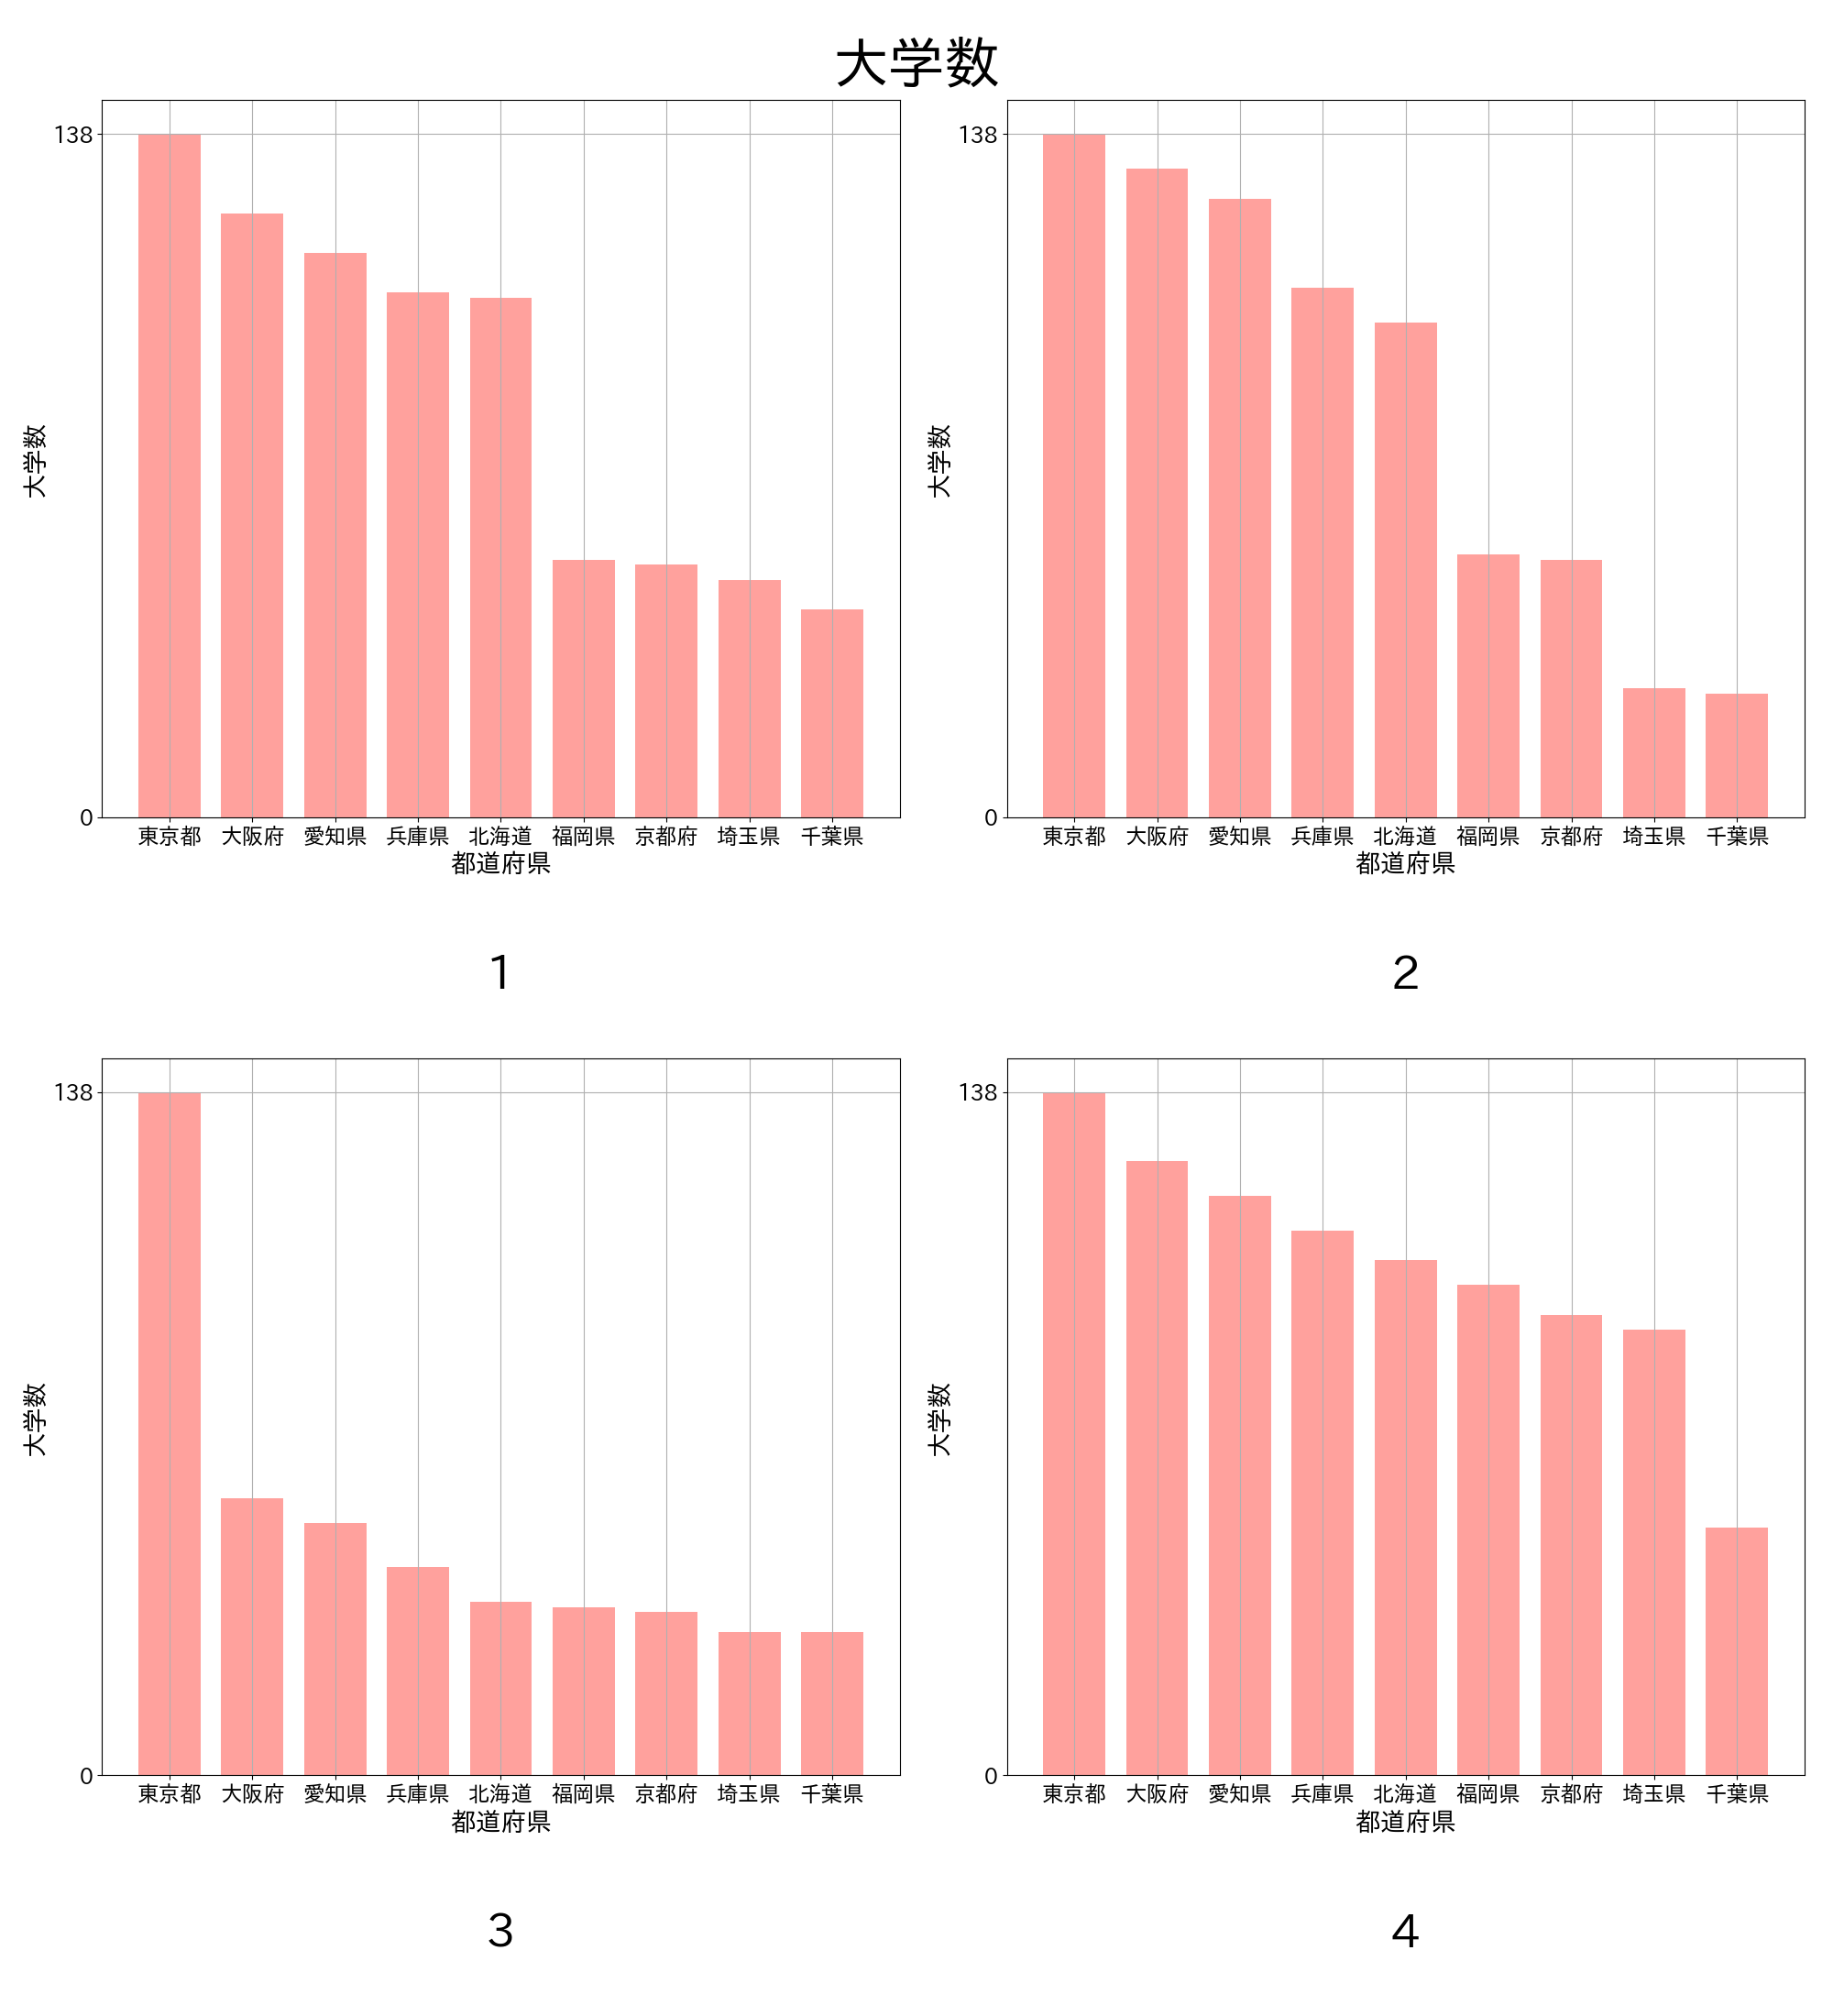 大学数
138
大学数
0
東京都 大阪府 愛知県 兵庫県 北海道 福岡県 京都府 埼玉県 千葉県
都道府県
1
138
大学数
0
東京都 大阪府 愛知県 兵庫県 北海道 福岡県 京都府 埼玉県 千葉県
都道府県
2
138
大学数
0
東京都 大阪府 愛知県 兵庫県 北海道 福岡県 京都府 埼玉県 千葉県
都道府県
3
138
大学数
0
東京都 大阪府 愛知県 兵庫県 北海道 福岡県 京都府 埼玉県 千葉県
都道府県
4